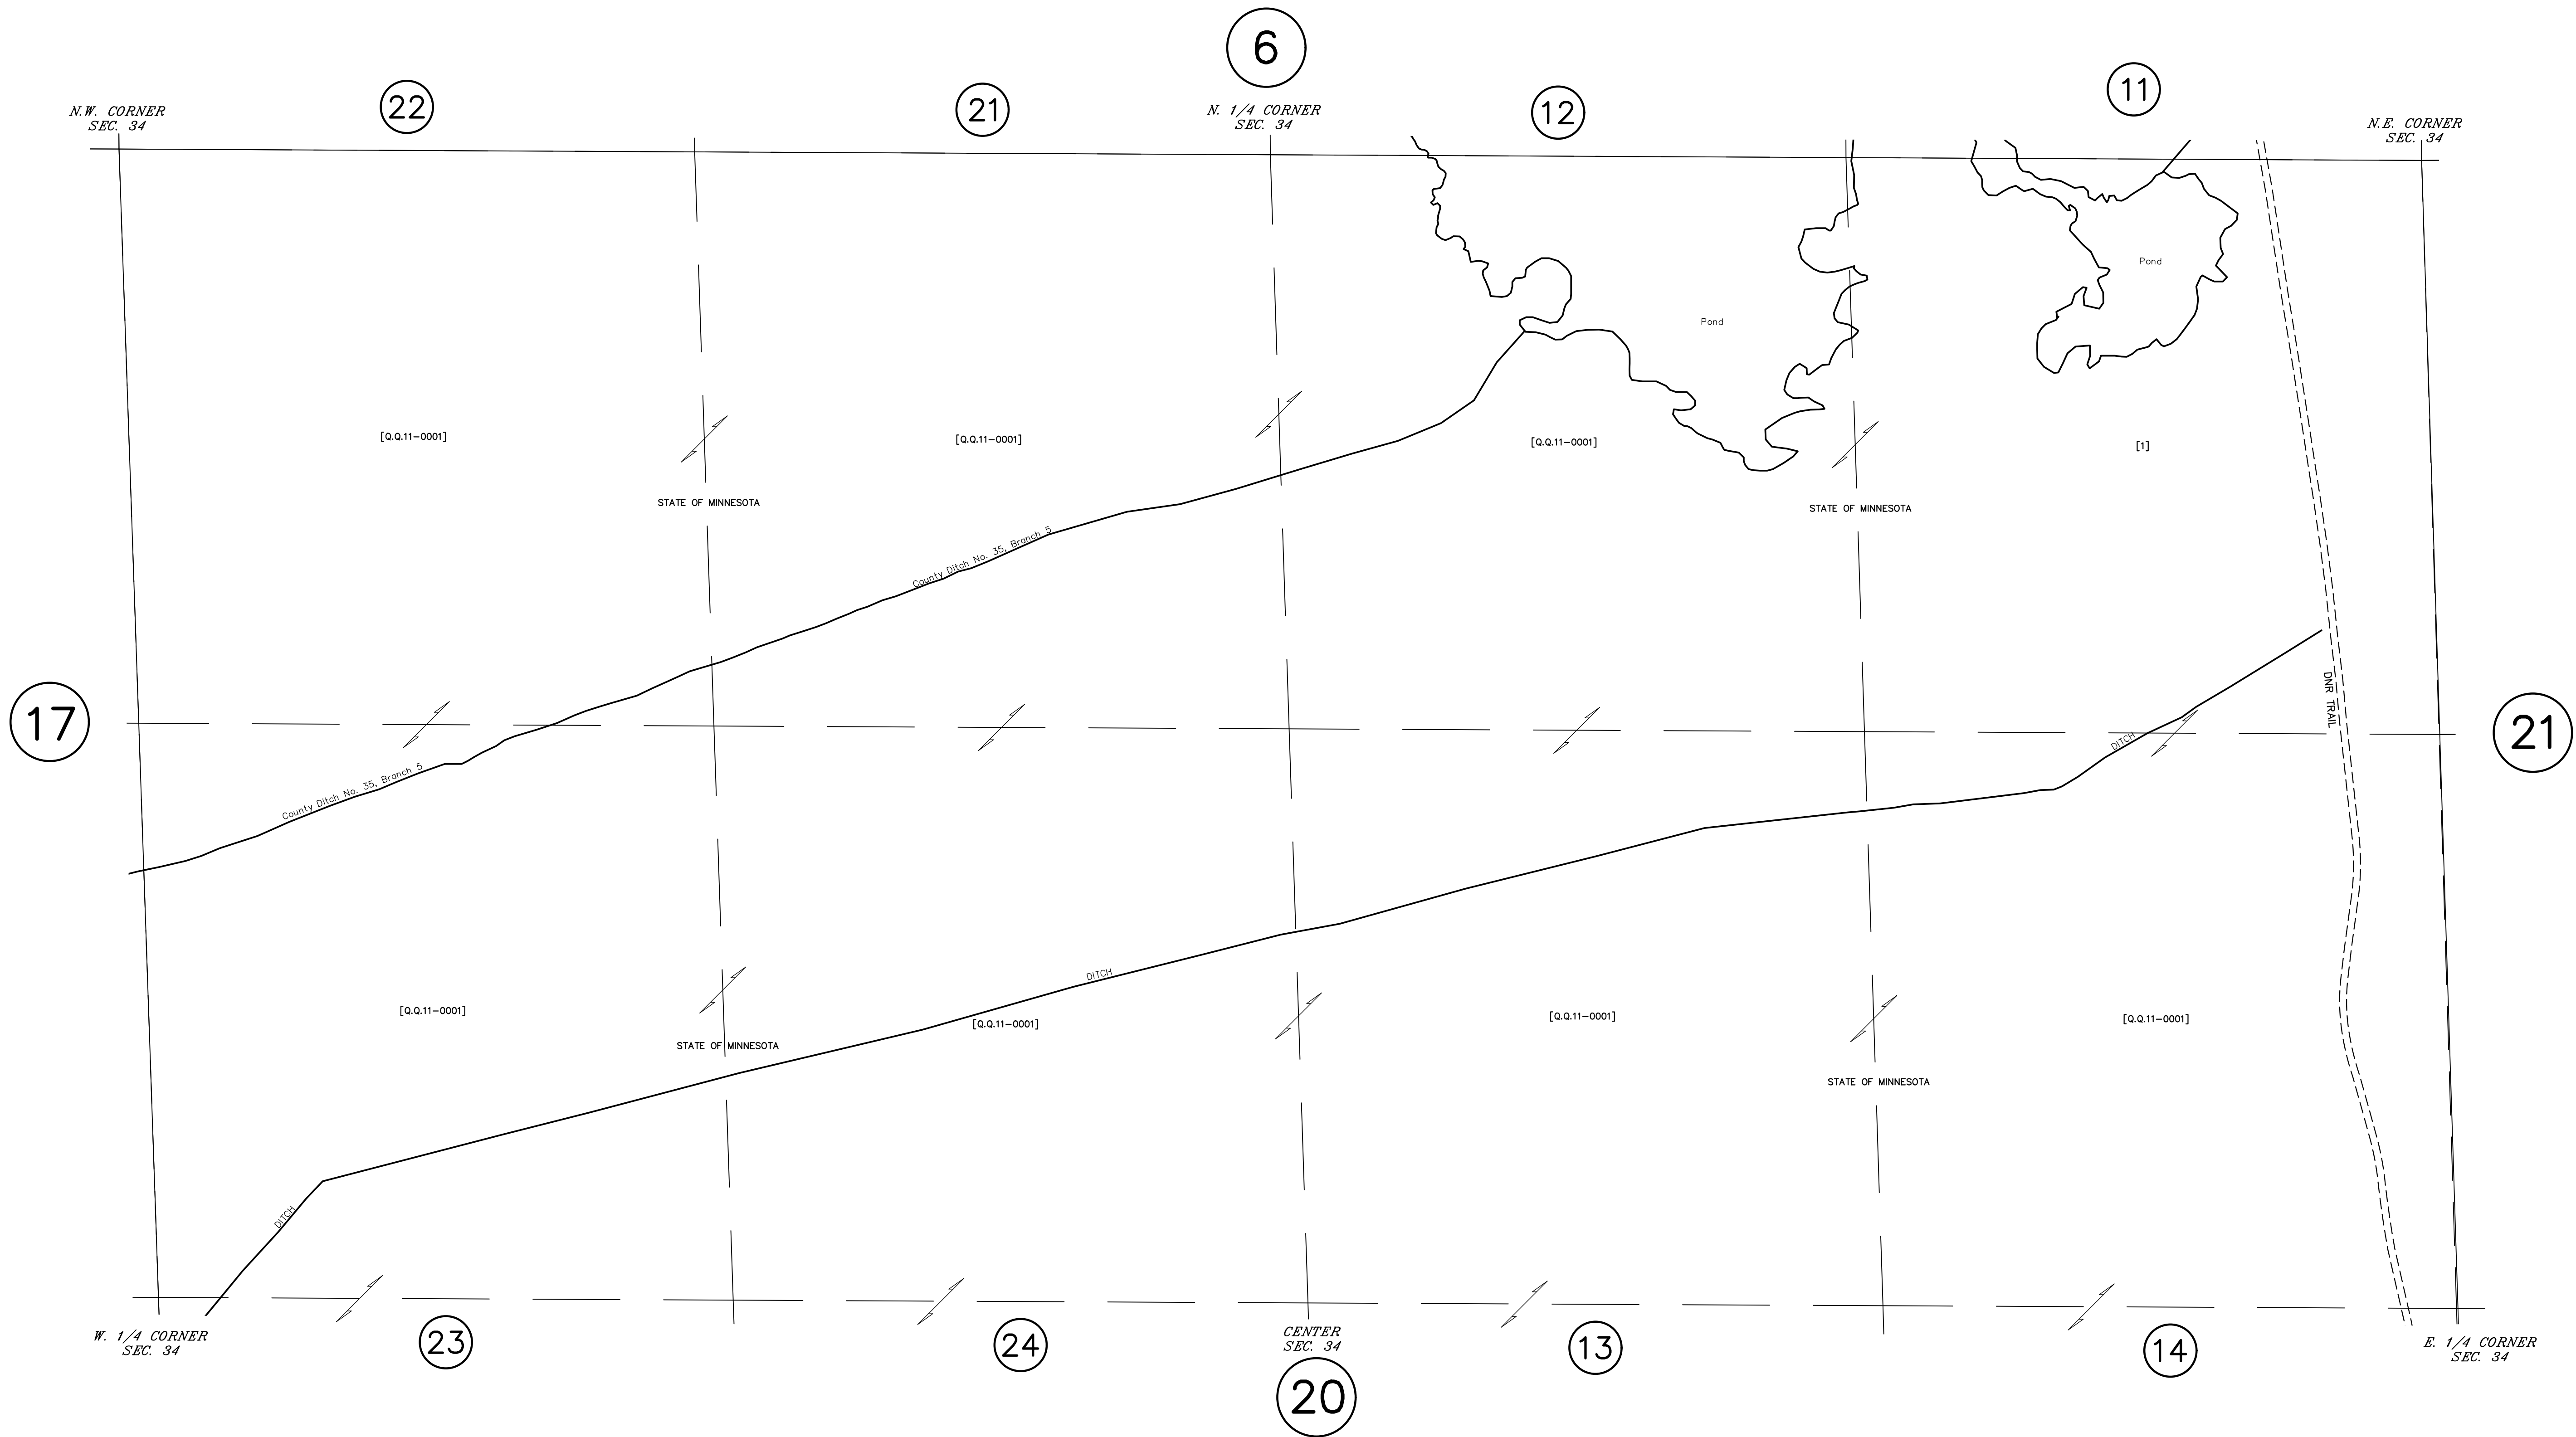 6
22
21
12
11
N.W. CORNER
SEC. 34
N. 1/4 CORNER
SEC. 34
N.E. CORNER
SEC. 34
Pond
Pond
[Q.Q.11-0001]
[Q.Q.11-0001]
[Q.Q.11-0001]
[1]
STATE OF MINNESOTA
STATE OF MINNESOTA
County Ditch No. 35, Branch 5
17
DNR TRAIL
21
DITCH
County Ditch No. 35, Branch 5
DITCH
[Q.Q.11-0001]
[Q.Q.11-0001]
[Q.Q.11-0001]
[Q.Q.11-0001]
STATE OF MINNESOTA
STATE OF MINNESOTA
DITCH
W. 1/4 CORNER
SEC. 34
23
24
CENTER
SEC. 34
13
14
E. 1/4 CORNER
SEC. 34
20